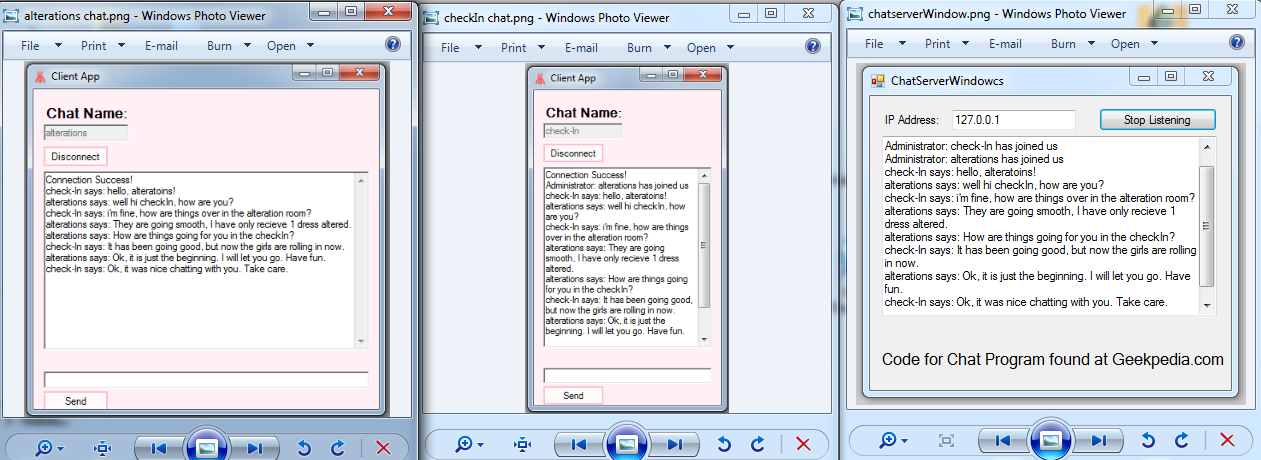 alterations chat.png - Windows Photo Viewer
File Print E-mail Burn Open
Client App
Chat Name:
alterations
Disconnect
Connection Success!
check-In says: hello, alteratoins!
alterations says: well hi checkIn, how are you?
check-In says: i'm fine, how are things over in the alteration room?
alterations says: They are going smooth, I have only recieve 1 dress altered.
alterations says: How are things going for you in the checkIn?
check-In says: It has been going good, but now the girls are rolling in now.
alterations says: Ok, it is just the beginning. I will let you go. Have fun.
check-In says: Ok, it was nice chatting with you. Take care.
Send
checkIn chat.png - Windows Photo Viewer
File Print E-mail Burn Open
Client App
Chat Name:
check-In
Disconnect
Connection Success!
Administrator: alterations has joined us
check-In says: hello, alteratoins!
alterations says: well hi checkIn, how
are you?
check-In says: i'm fine, how are things
over in the alteration room?
alterations says: They are going
smooth, I have only recieve 1 dress
altered.
alterations says: How are things going
for you in the checkIn?
check-In says: It has been going good,
but now the girls are rolling in now.
alterations says: Ok, it is just the
beginning. I will let you go. Have fun.
Send
chatserverWindow.png - Windows Photo Viewer
File Print E-mail Burn Open
ChatServerWindowcs
IP Address: 127.0.0.1 Stop Listening
Administrator: check-In has joined us
Administrator: alterations has joined us
check-In says: hello, alteratoins!
alterations says: well hi checkIn, how are you?
check-In says: i'm fine, how are things over in the alteration room?
alterations says: They are going smooth, I have only recieve 1
dress altered.
alterations says: How are things going for you in the checkIn?
check-In says: It has been going good, but now the girls are rolling
in now.
alterations says: Ok, it is just the beginning. I will let you go. Have
fun.
check-In says: Ok, it was nice chatting with you. Take care.
Code for Chat Program found at Geekpedia.com